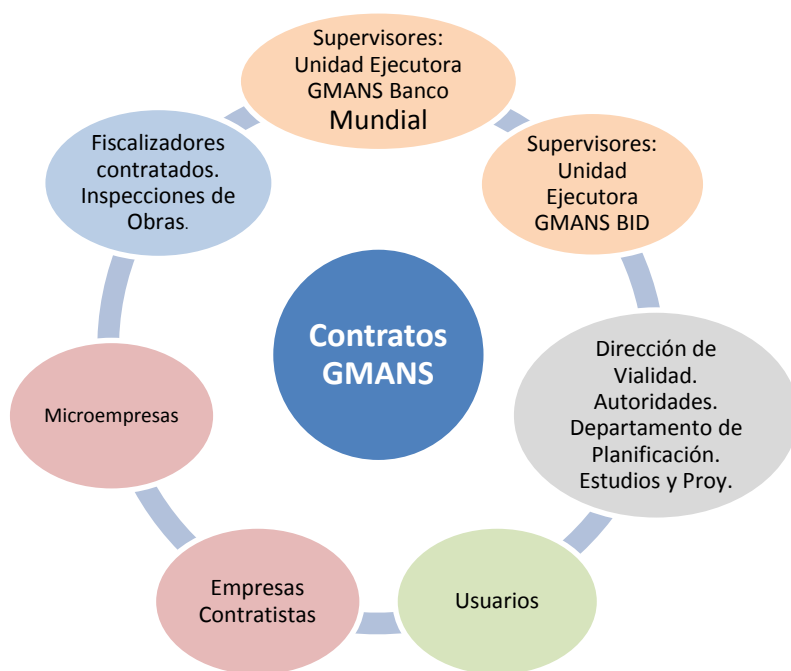 Supervisores:
Unidad Ejecutora
GMANS Banco
Mundial
Supervisores:
Unidad
Ejecutora
GMANS BID
Dirección de
Vialidad.
Autoridades.
Departamento de
Planificación.
Estudios y Proy.
Usuarios
Empresas
Contratistas
Microempresas
Fiscalizadores
contratados.
Inspecciones de
Obras.
Contratos
GMANS